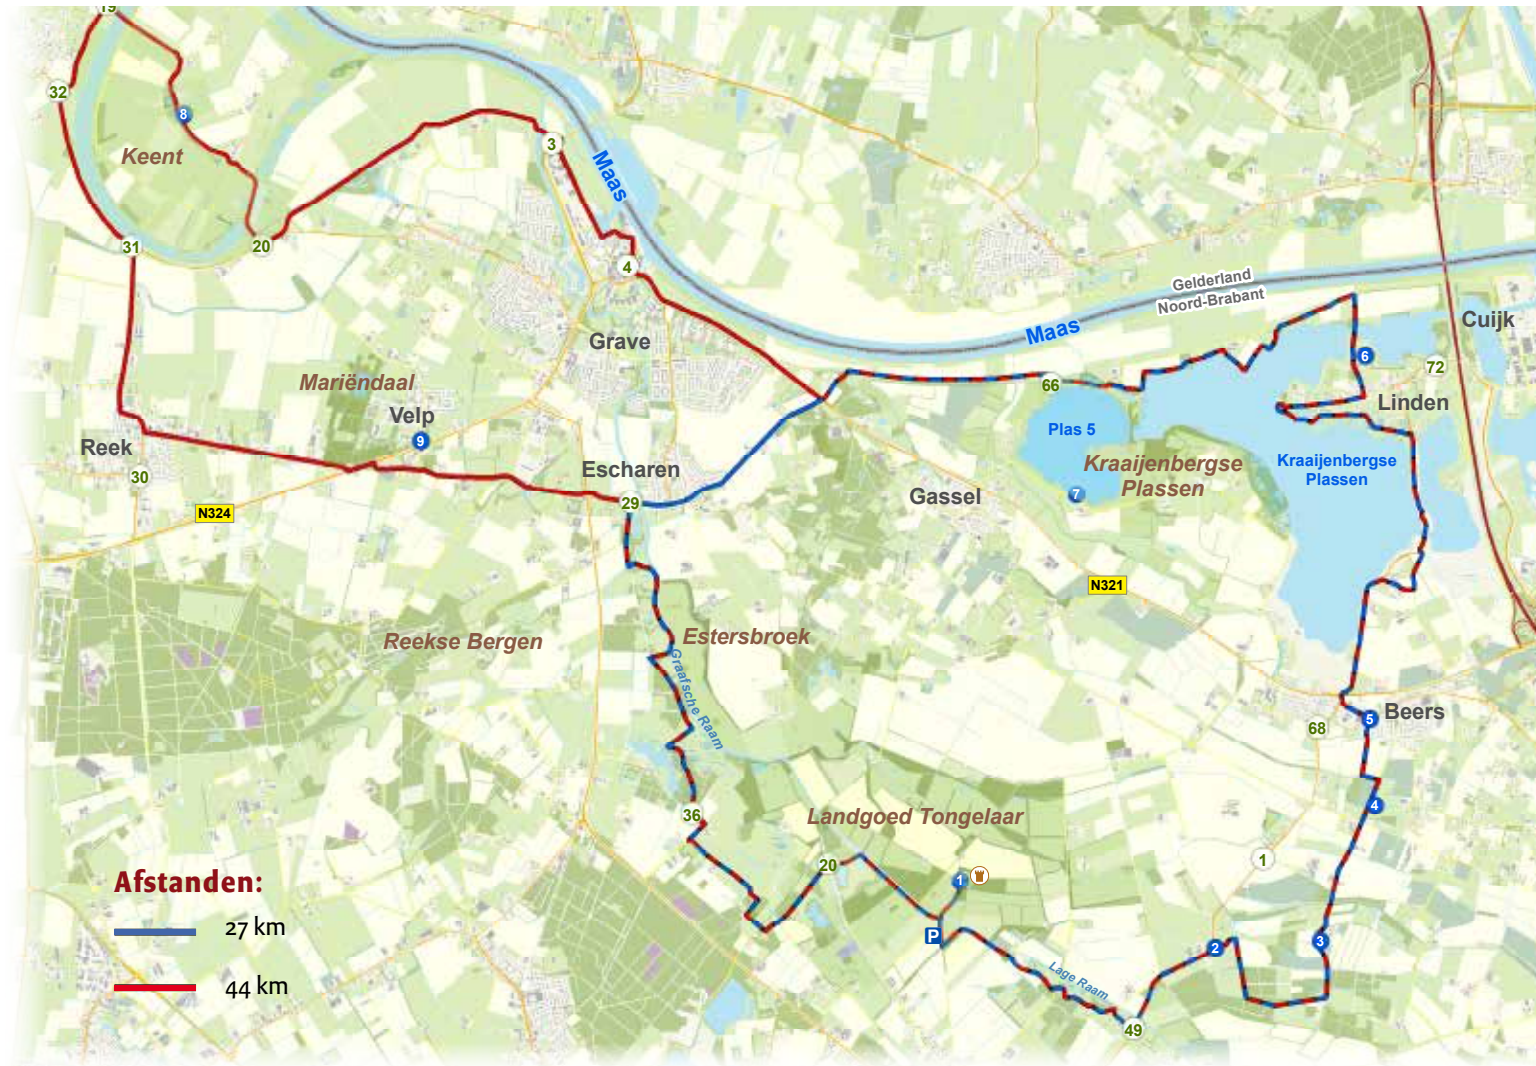 19
32
8
Keent
3
Maas
31
20
4
Gelderland
Noord-Brabant
Maas
Cuijk
Grave
6
72
66
Mariëndaal
Linden
Velp
Plas 5
9
Reek
Kraaijenbergse
Plassen
Kraaijenbergse
Plassen
Escharen
30
Gassel
7
29
N324
N321
Reekse Bergen
Estersbroek
Graafsche Raam
Beers
5
68
36
Landgoed Tongelaar
4
20
1
1
Afstanden:
27 km
44 km
P
2
3
Lage Raam
49